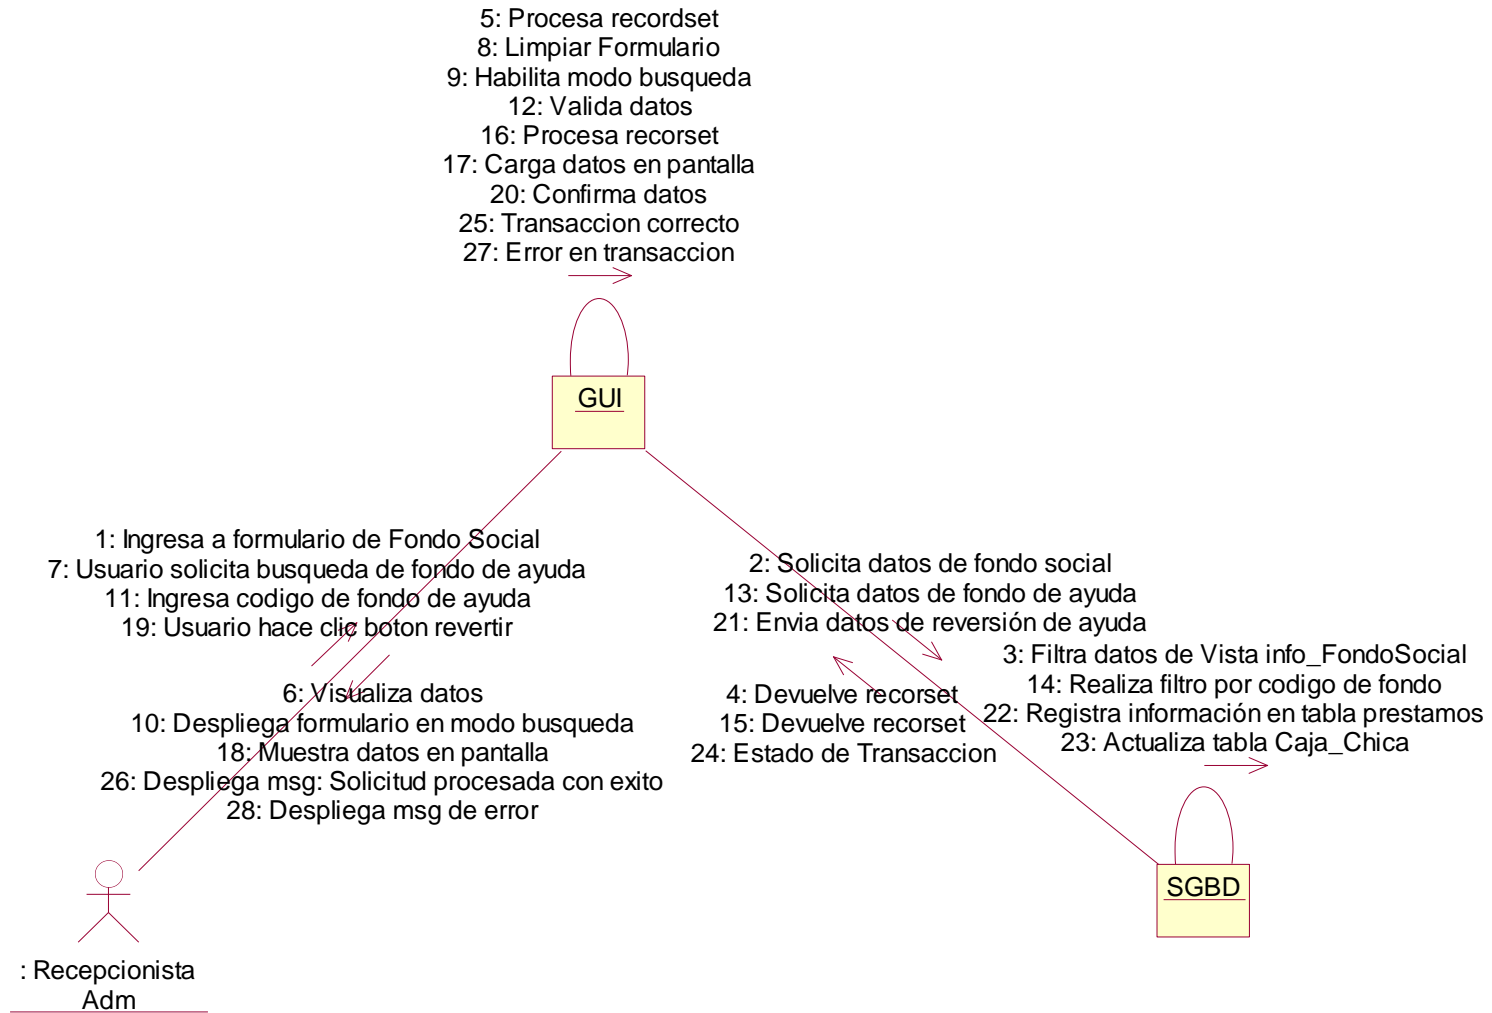 5: Procesa recordset
8: Limpiar Formulario
9: Habilita modo busqueda
12: Valida datos
16: Procesa recorset
17: Carga datos en pantalla
20: Confirma datos
25: Transaccion correcto
27: Error en transaccion
GUI
1: Ingresa a formulario de Fondo Social
7: Usuario solicita busqueda de fondo de ayuda
11: Ingresa codigo de fondo de ayuda
19: Usuario hace clic boton revertir
2: Solicita datos de fondo social
13: Solicita datos de fondo de ayuda
21: Envia datos de reversión de ayuda
3: Filtra datos de Vista info_FondoSocial
14: Realiza filtro por codigo de fondo
22: Registra información en tabla prestamos
23: Actualiza tabla Caja_Chica
6: Visualiza datos
10: Despliega formulario en modo busqueda
18: Muestra datos en pantalla
26: Despliega msg: Solicitud procesada con exito
28: Despliega msg de error
4: Devuelve recorset
15: Devuelve recorset
24: Estado de Transaccion
SGBD
: Recepcionista
Adm